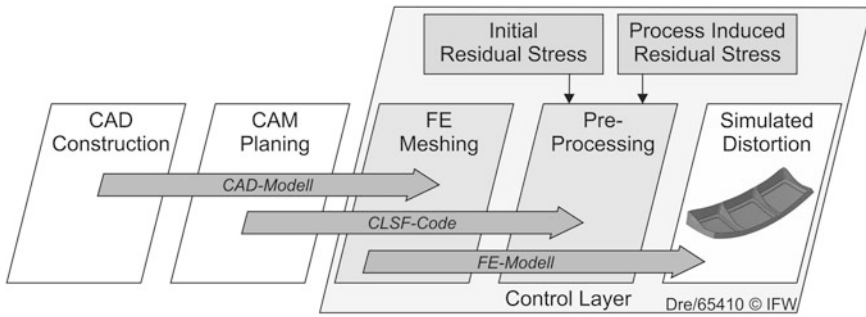 Initial
Residual Stress
Process Induced
Residual Stress
CAD
Construction
CAM
Planing
FE
Meshing
Pre-
Processing
Simulated
Distortion
CAD-Modell
CLSF-Code
FE-Modell
Control Layer
Dre/65410 © IFW